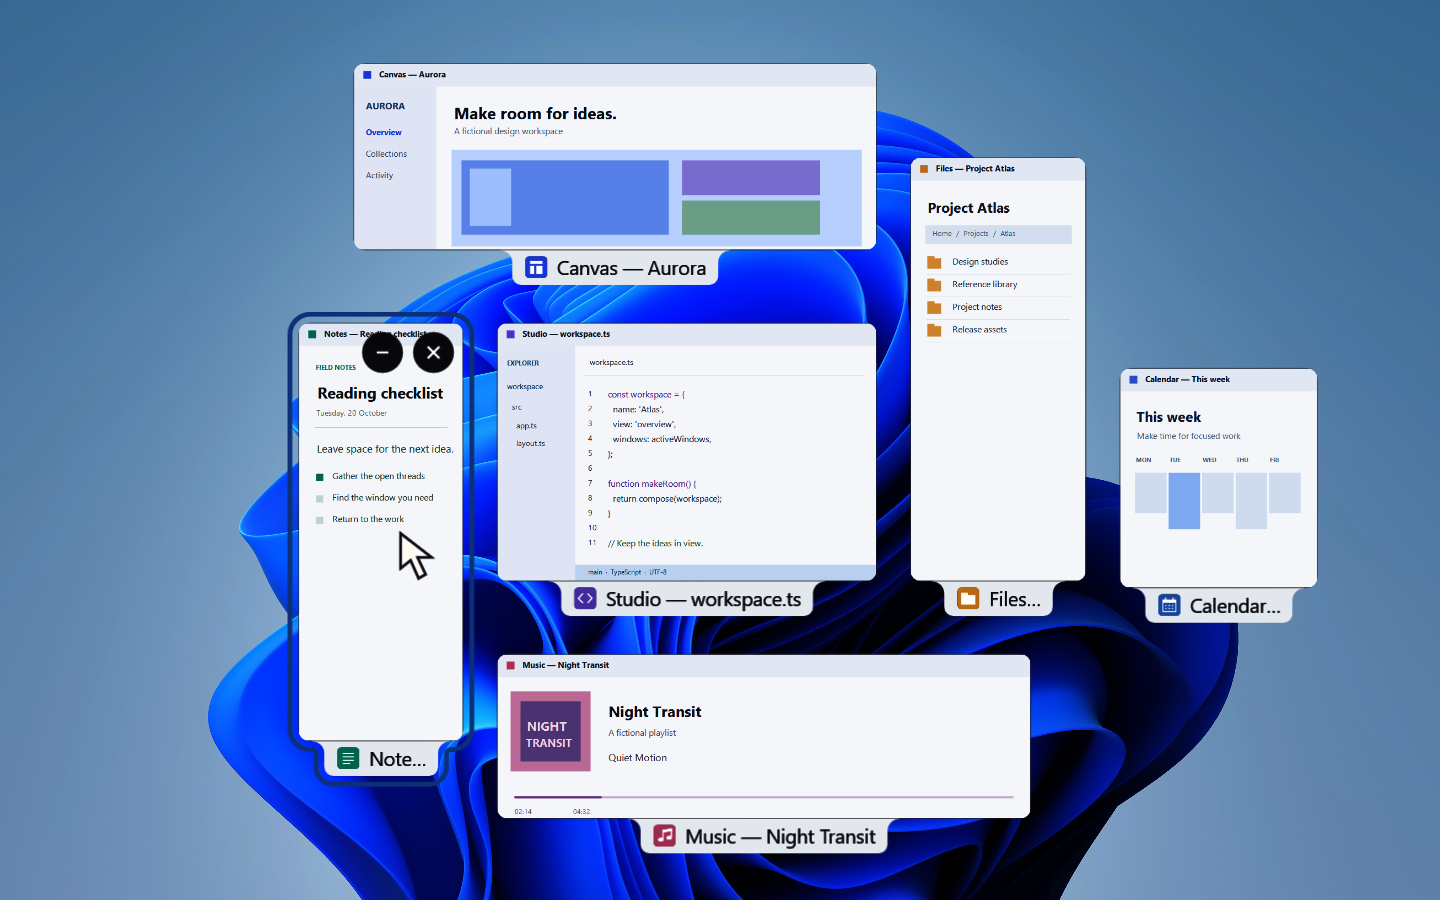 Canvas — Aurora
AURORA
Overview
Collections
Activity
Make room for ideas.
A fictional design workspace
Canvas — Aurora
Files — Project Atlas
Project Atlas
Home / Projects / Atlas
Design studies
Reference library
Project notes
Release assets
Files...
Notes — Reading checklist
FIELD NOTES
Reading checklist
Tuesday, 20 October
Leave space for the next idea.
Gather the open threads
Find the window you need
Return to the work
Note...
Studio — workspace.ts
EXPLORER
workspace
src
app.ts
layout.ts
workspace.ts
1 const workspace = {
2 name: 'Atlas',
3 view: 'overview',
4 windows: activeWindows,
5 };
6
7 function makeRoom() {
8 return compose(workspace);
9 }
10
11 // Keep the ideas in view.
main · TypeScript · UTF-8
Studio — workspace.ts
Calendar — This week
This week
Make time for focused work
MON TUE WED THU FRI
Calendar...
Music — Night Transit
NIGHT
TRANSIT
Night Transit
A fictional playlist
Quiet Motion
02:14 04:32
Music — Night Transit